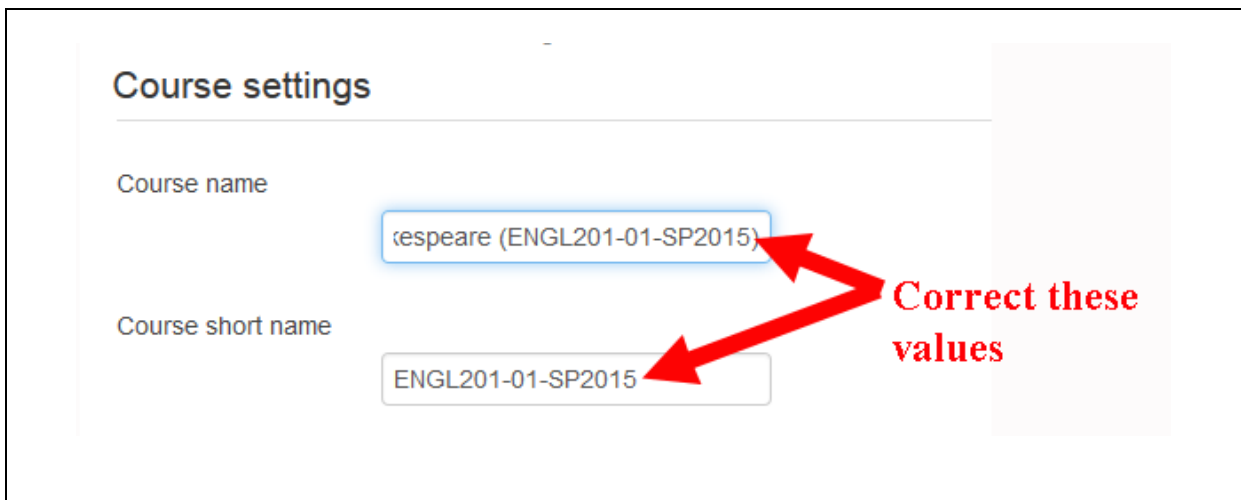 Course settings
Course name
kespeare (ENGL201-01-SP2015)
Correct these
values
Course short name
ENGL201-01-SP2015